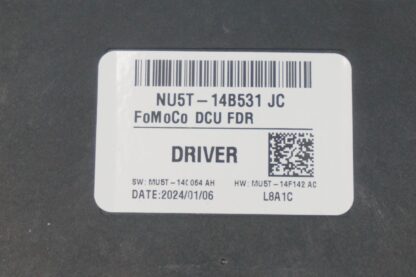 NU5T-14B531 JC
FoMoCo DCU FDR
DRIVER
SW: MU5T-14C064 AH HW: MU5T-14F142 AC
DATE:2024/01/06 L8A1C